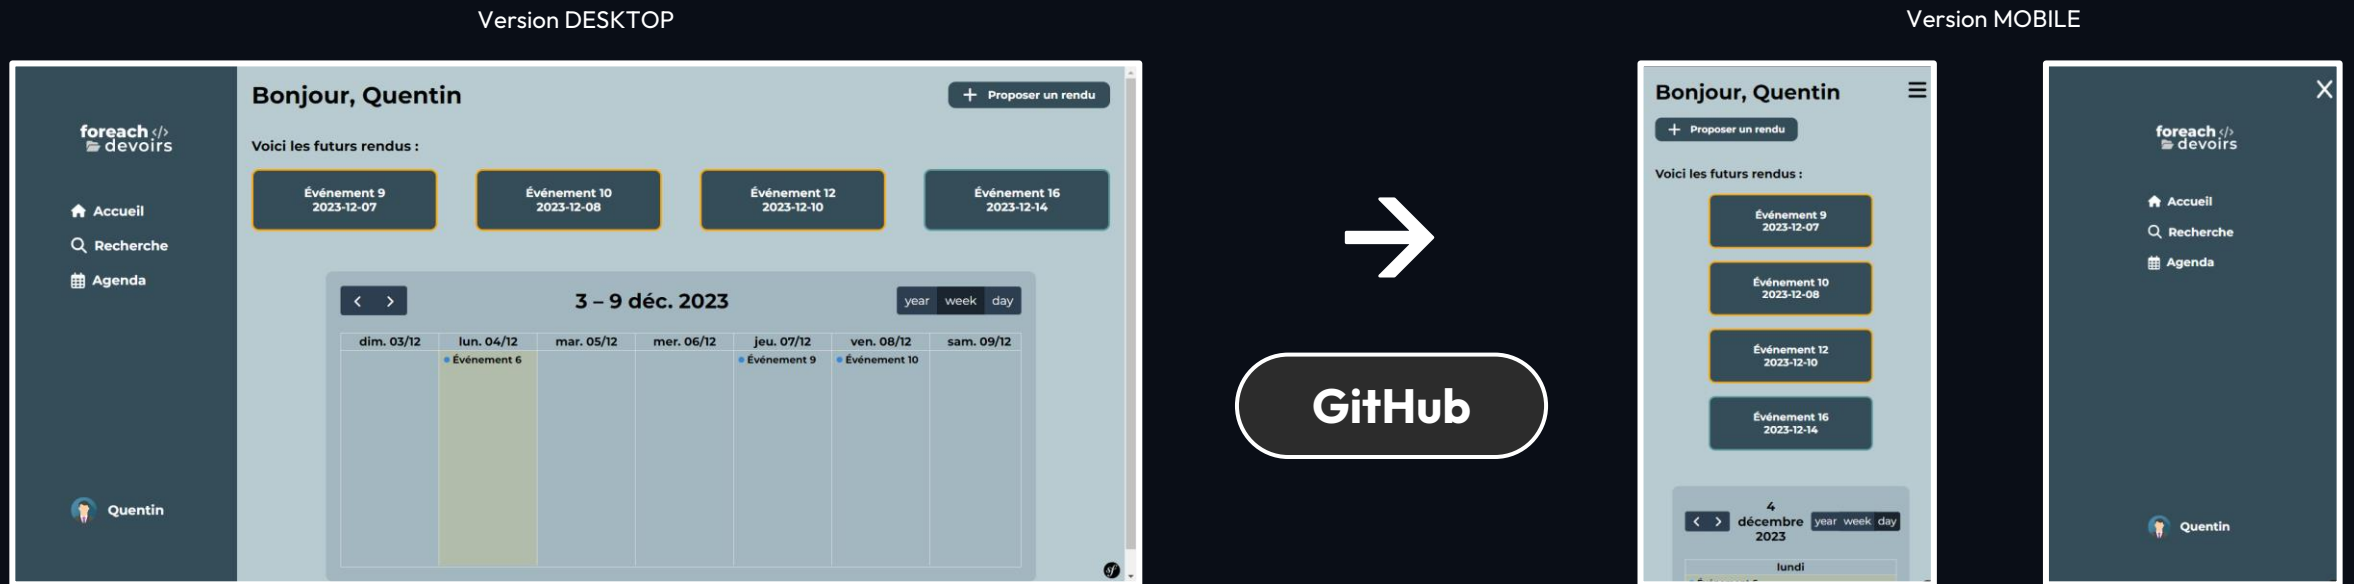 Version DESKTOP
Version MOBILE
foreach </>
devoirs
Accueil
Recherche
Agenda
Quentin
Bonjour, Quentin
+ Proposer un rendu
Voici les futurs rendus :
Événement 9
2023-12-07
Événement 10
2023-12-08
Événement 12
2023-12-10
Événement 16
2023-12-14
< >
3 – 9 déc. 2023
year week day
dim. 03/12 lun. 04/12 mar. 05/12 mer. 06/12 jeu. 07/12 ven. 08/12 sam. 09/12
Événement 6 Événement 9 Événement 10
sf
GitHub
Bonjour, Quentin
+ Proposer un rendu
Voici les futurs rendus :
Événement 9
2023-12-07
Événement 10
2023-12-08
Événement 12
2023-12-10
Événement 16
2023-12-14
< >
4
décembre
2023
year week day
lundi
X
foreach </>
devoirs
Accueil
Recherche
Agenda
Quentin